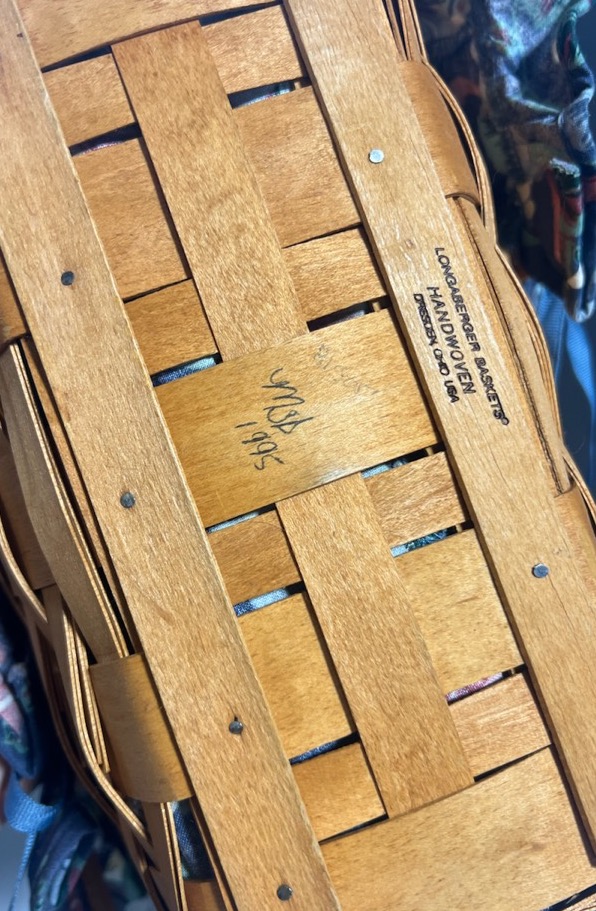 LONGABERGER BASKETS®
HANDWOVEN
DRESDEN, OHIO USA
1995